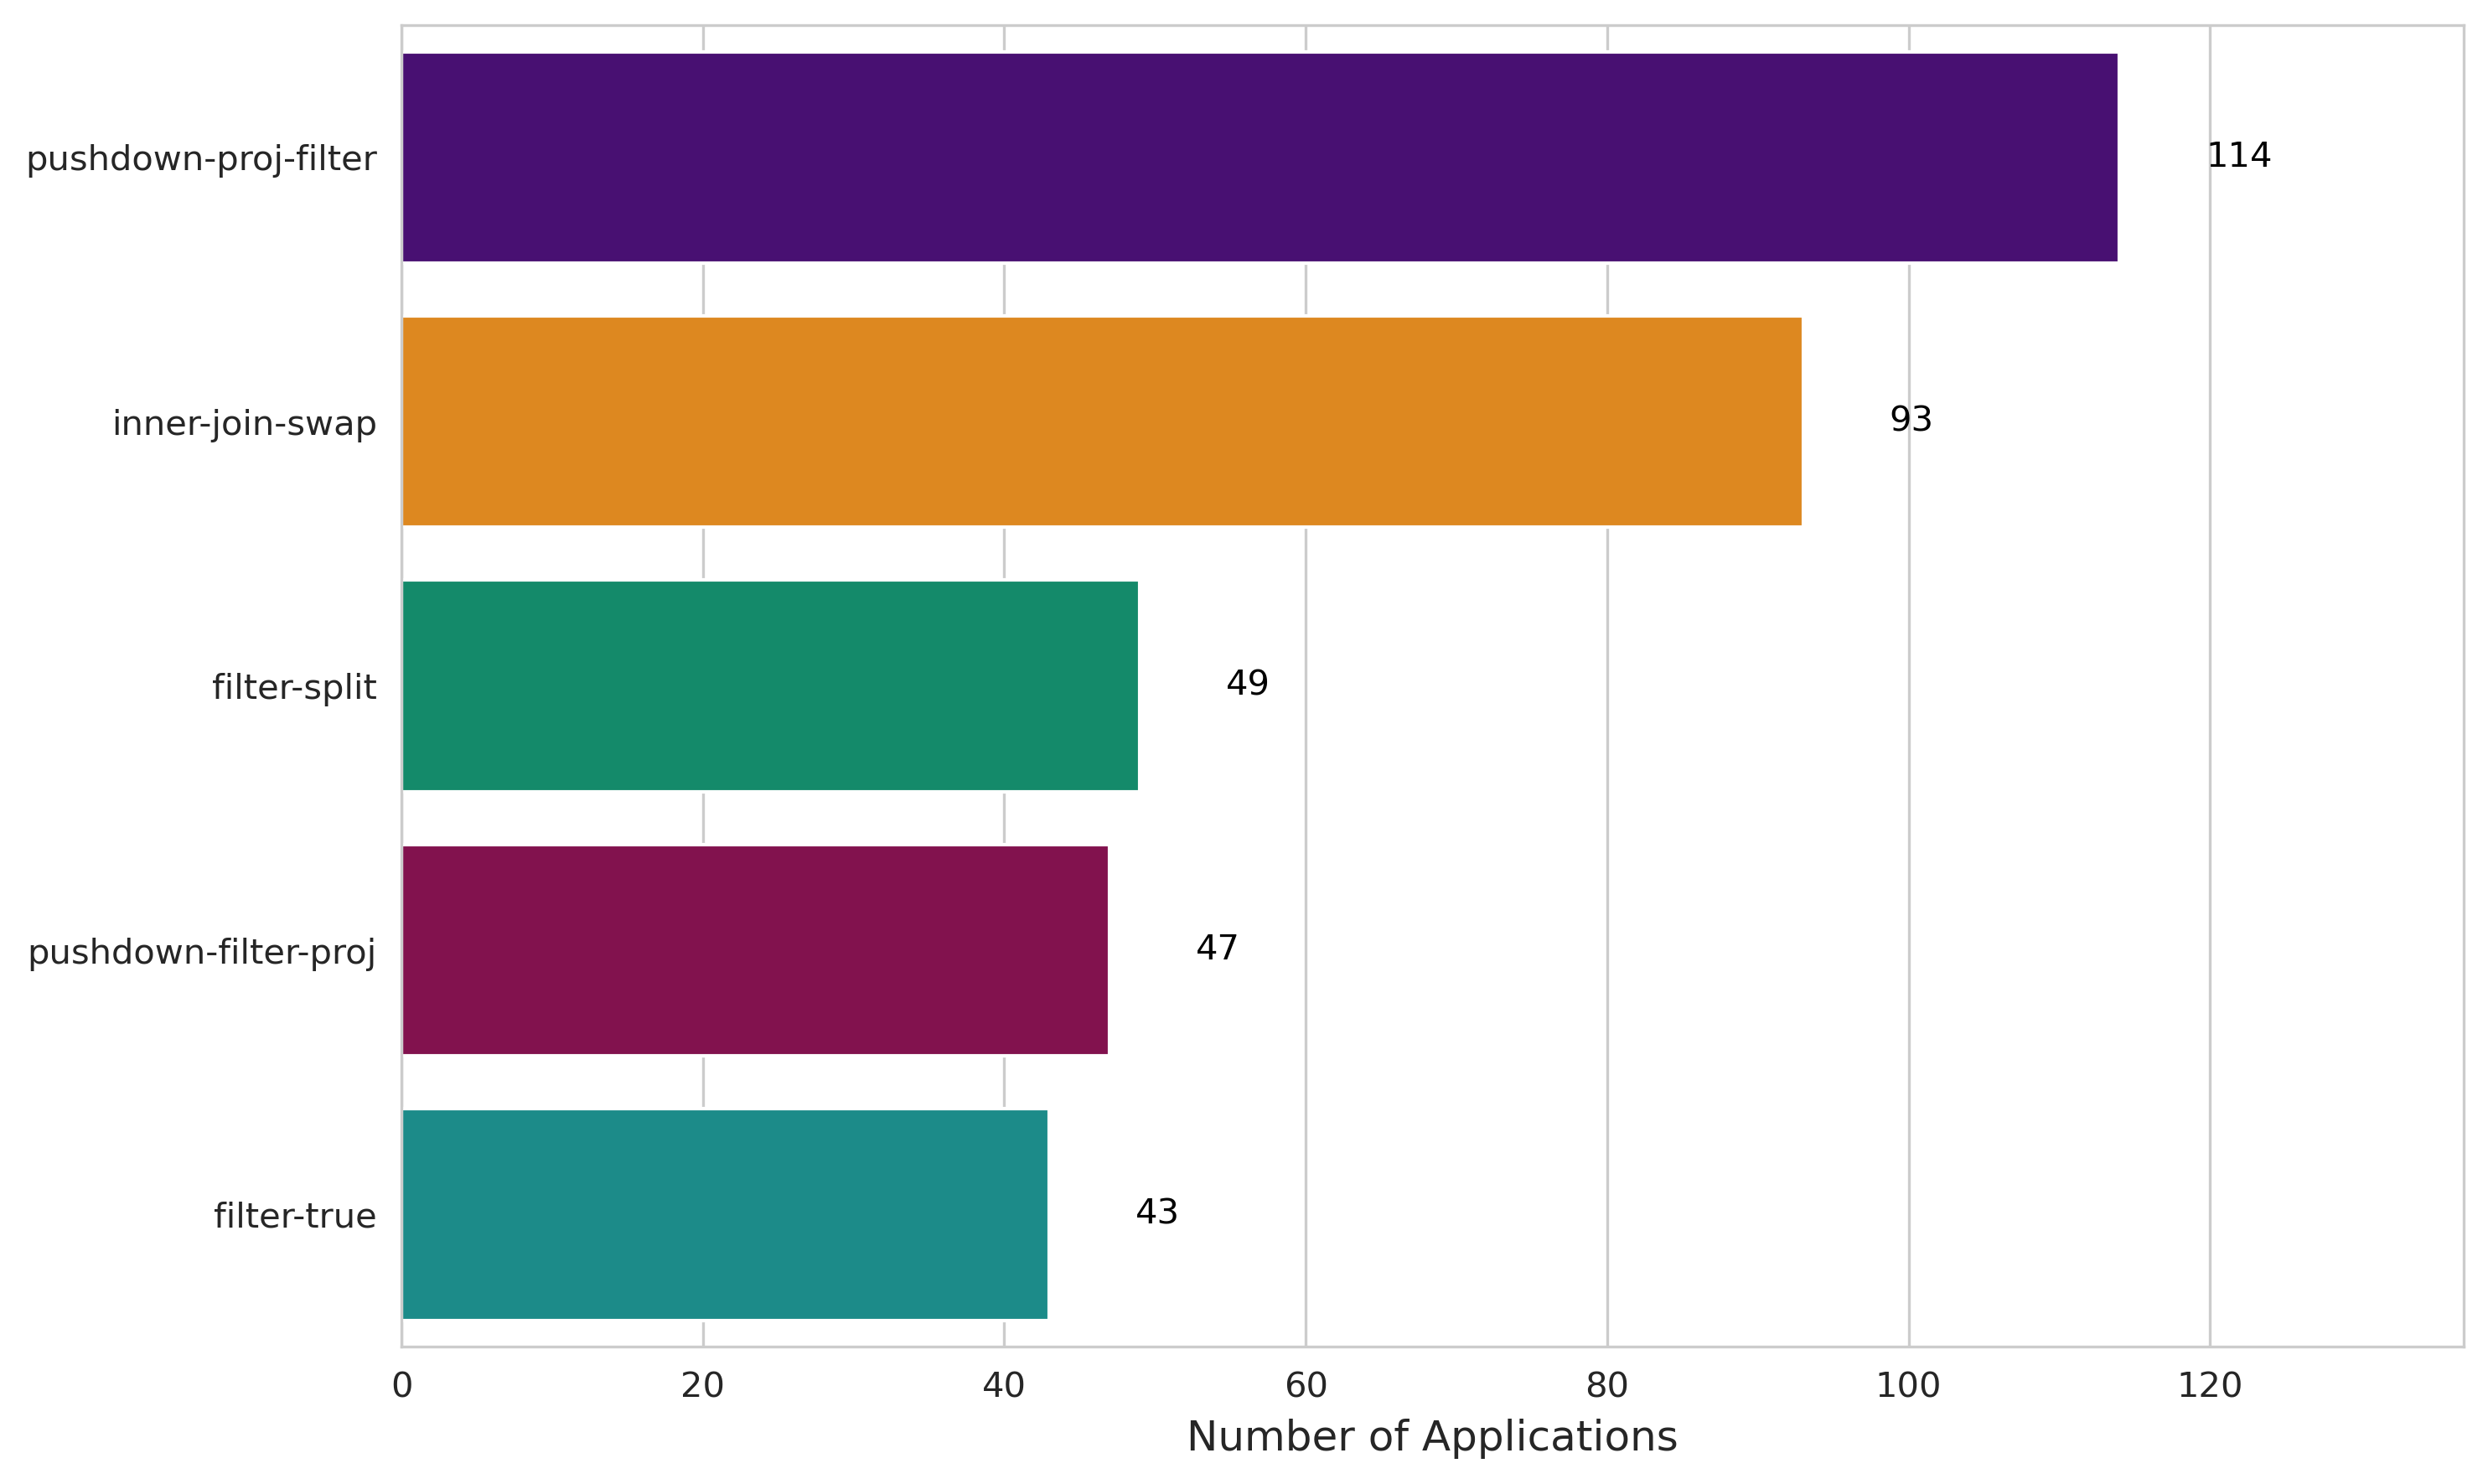 pushdown-proj-filter
114
inner-join-swap
93
filter-split
49
pushdown-filter-proj
47
filter-true
43
0 20 40 60 80 100 120
Number of Applications